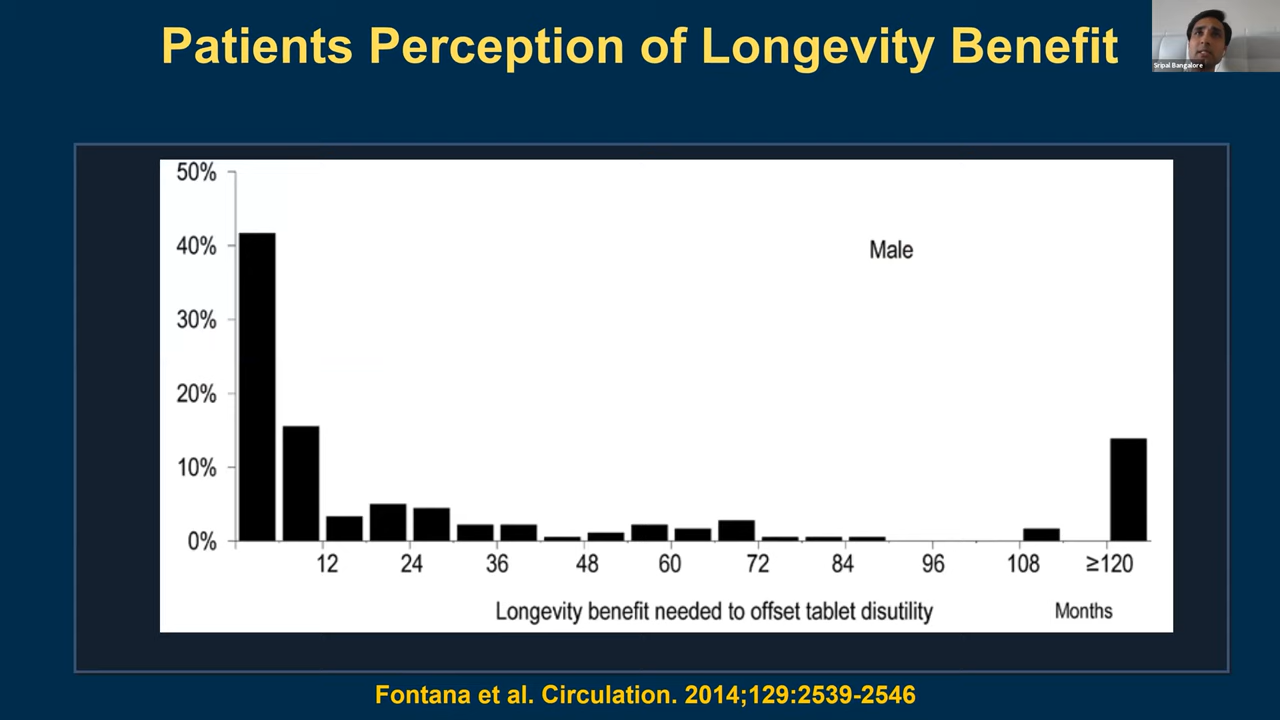 Patients Perception of Longevity Benefit
Sripal Bangalore
50%
40%
Male
30%
20%
10%
0%
12 24 36 48 60 72 84 96 108 ≥120
Longevity benefit needed to offset tablet disutility Months
Fontana et al. Circulation. 2014;129:2539-2546